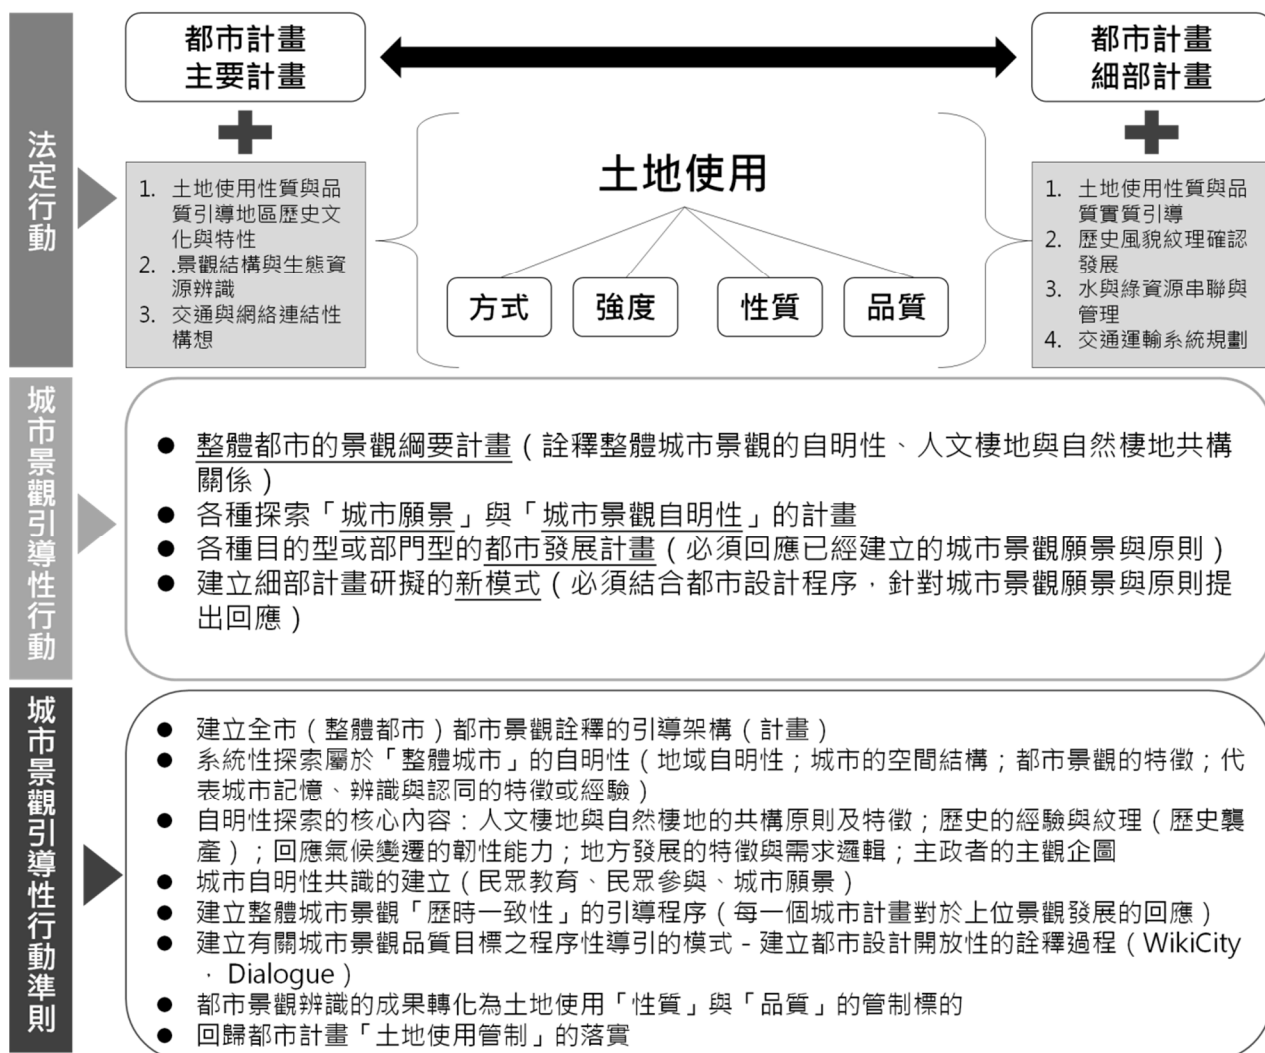 法定行動
都市計畫
主要計畫
都市計畫
細部計畫
1. 土地使用性質與品
質引導地區歷史文
化與特性
2. .景觀結構與生態資
源辨識
3. 交通與網絡連結性
構想
土地使用
方式
強度
性質
品質
1. 土地使用性質與品
質實質引導
2. 歷史風貌紋理確認
發展
3. 水與綠資源串聯與
管理
4. 交通運輸系統規劃
城市景觀引導性行動
● 整體都市的景觀綱要計畫（詮釋整體城市景觀的自明性、人文棲地與自然棲地共構
關係）
● 各種探索「城市願景」與「城市景觀自明性」的計畫
● 各種目的型或部門型的都市發展計畫（必須回應已經建立的城市景觀願景與原則）
● 建立細部計畫研擬的新模式（必須結合都市設計程序，針對城市景觀願景與原則提
出回應）
城市景觀引導性行動準則
● 建立全市（整體都市）都市景觀詮釋的引導架構（計畫）
● 系統性探索屬於「整體城市」的自明性（地域自明性；城市的空間結構；都市景觀的特徵；代
表城市記憶、辨識與認同的特徵或經驗）
● 自明性探索的核心內容：人文棲地與自然棲地的共構原則及特徵；歷史的經驗與紋理（歷史襲
產）；回應氣候變遷的韌性能力；地方發展的特徵與需求邏輯；主政者的主觀企圖
● 城市自明性共識的建立（民眾教育、民眾參與、城市願景）
● 建立整體城市景觀「歷時一致性」的引導程序（每一個城市計畫對於上位景觀發展的回應）
● 建立有關城市景觀品質目標之程序性導引的模式－建立都市設計開放性的詮釋過程（WikiCity
，Dialogue）
● 都市景觀辨識的成果轉化為土地使用「性質」與「品質」的管制標的
● 回歸都市計畫「土地使用管制」的落實